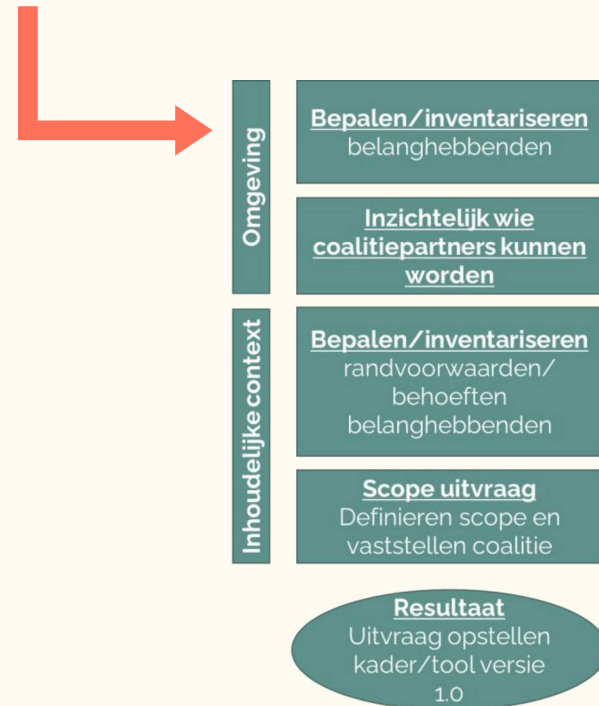 Omgeving
Bepalen/inventariseren
belanghebbenden
Inzichtelijk wie
coalitiepartners kunnen
worden
Inhoudelijke context
Bepalen/inventariseren
randvoorwaarden/
behoeften
belanghebbenden
Scope uitvraag
Definieren scope en
vaststellen coalitie
Resultaat
Uitvraag opstellen
kader/tool versie
1.0